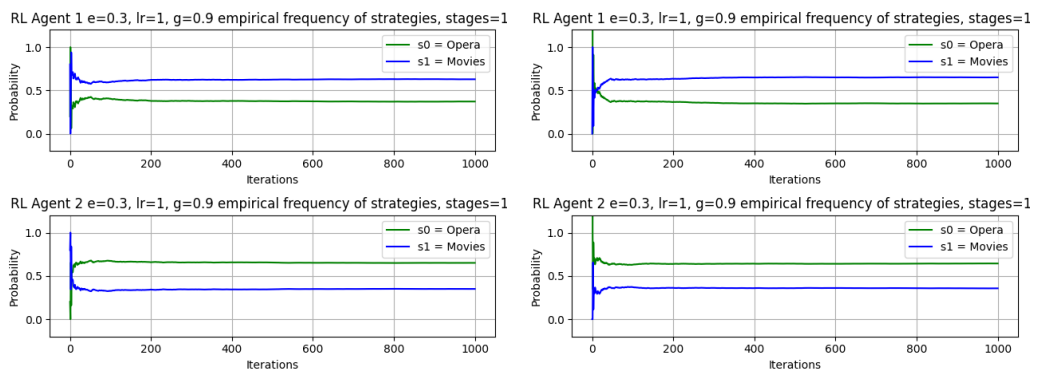 RL Agent 1 e=0.3, lr=1, g=0.9 empirical frequency of strategies, stages=1
s0 = Opera
s1 = Movies
Probability
1.0
0.5
0.0
0 200 400 600 800 1000
Iterations
RL Agent 1 e=0.3, lr=1, g=0.9 empirical frequency of strategies, stages=1
s0 = Opera
s1 = Movies
Probability
1.0
0.5
0.0
0 200 400 600 800 1000
Iterations
RL Agent 2 e=0.3, lr=1, g=0.9 empirical frequency of strategies, stages=1
s0 = Opera
s1 = Movies
Probability
1.0
0.5
0.0
0 200 400 600 800 1000
Iterations
RL Agent 2 e=0.3, lr=1, g=0.9 empirical frequency of strategies, stages=1
s0 = Opera
s1 = Movies
Probability
1.0
0.5
0.0
0 200 400 600 800 1000
Iterations